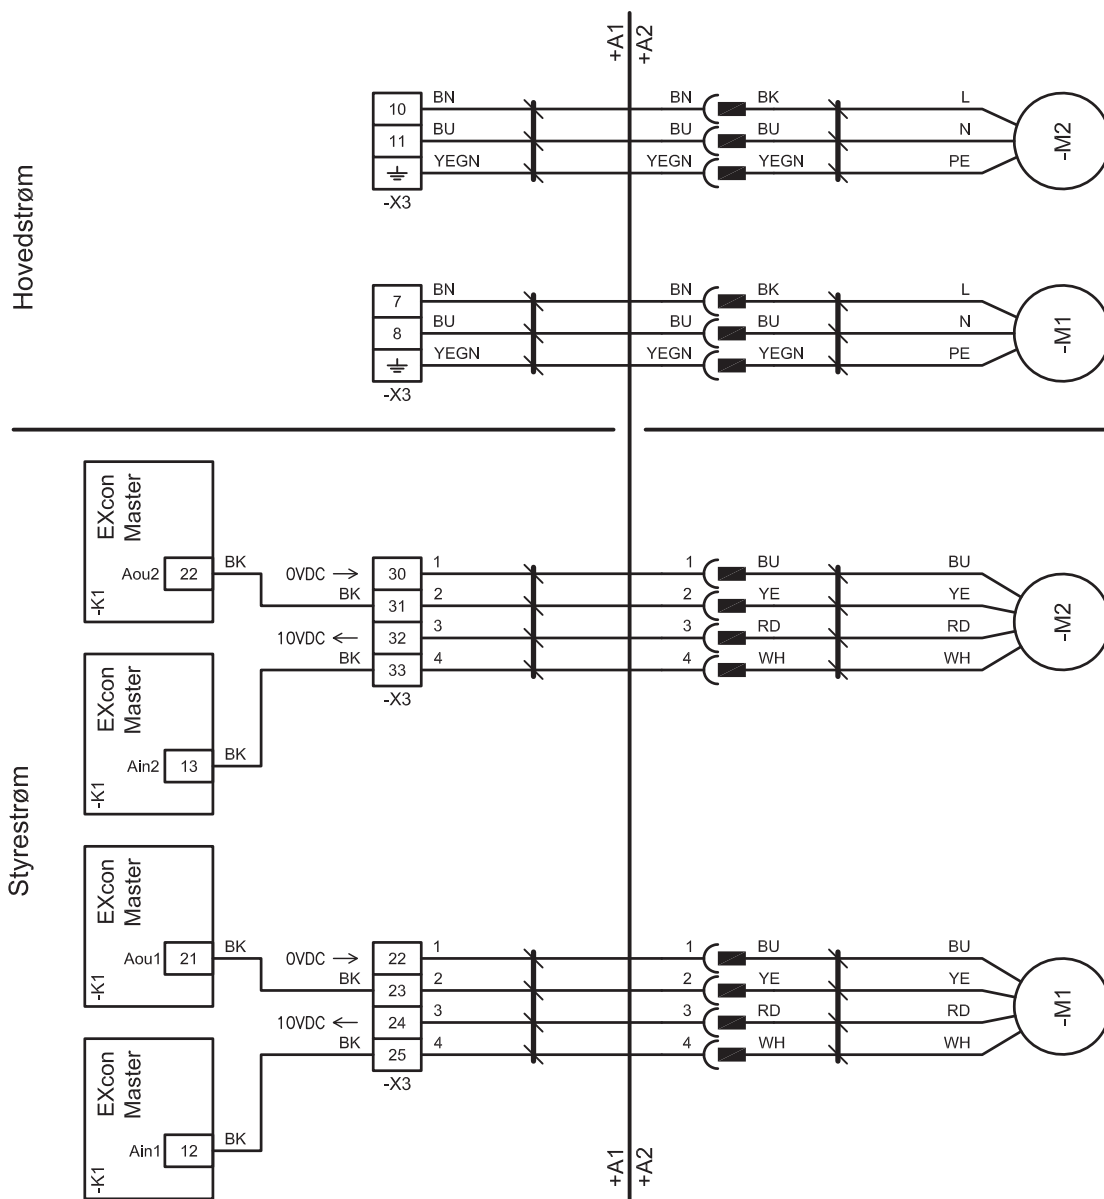 +A1
+A2
Hovedstrøm
10 BN BN BK L
11 BU BU BU N
YEGN YEGN YEGN PE
-X3
-M2
7 BN BN BK L
8 BU BU BU N
YEGN YEGN YEGN PE
-X3
-M1
Styrestrøm
EXcon
Master
-K1
Aou2 22 BK
0VDC → 30 1 1 BU BU
BK 31 2 2 YE YE
10VDC ← 32 3 3 RD RD
BK 33 4 4 WH WH
-X3
-M2
EXcon
Master
-K1
Ain2 13 BK
EXcon
Master
-K1
Aou1 21 BK
0VDC → 22 1 1 BU BU
BK 23 2 2 YE YE
10VDC ← 24 3 3 RD RD
BK 25 4 4 WH WH
-X3
-M1
EXcon
Master
-K1
Ain1 12 BK
+A1
+A2